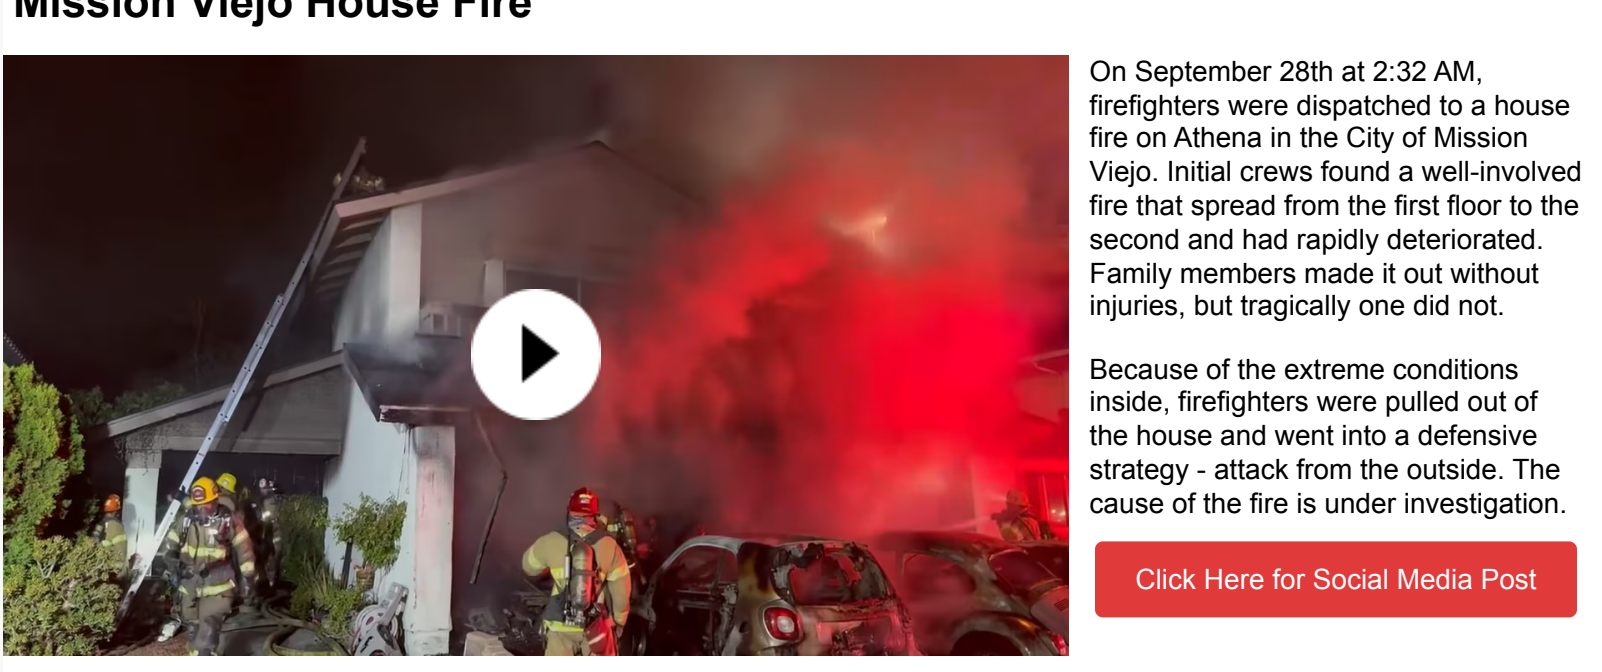 Mission Viejo House Fire
On September 28th at 2:32 AM,
firefighters were dispatched to a house
fire on Athena in the City of Mission
Viejo. Initial crews found a well-involved
fire that spread from the first floor to the
second and had rapidly deteriorated.
Family members made it out without
injuries, but tragically one did not.
Because of the extreme conditions
inside, firefighters were pulled out of
the house and went into a defensive
strategy - attack from the outside. The
cause of the fire is under investigation.
Click Here for Social Media Post